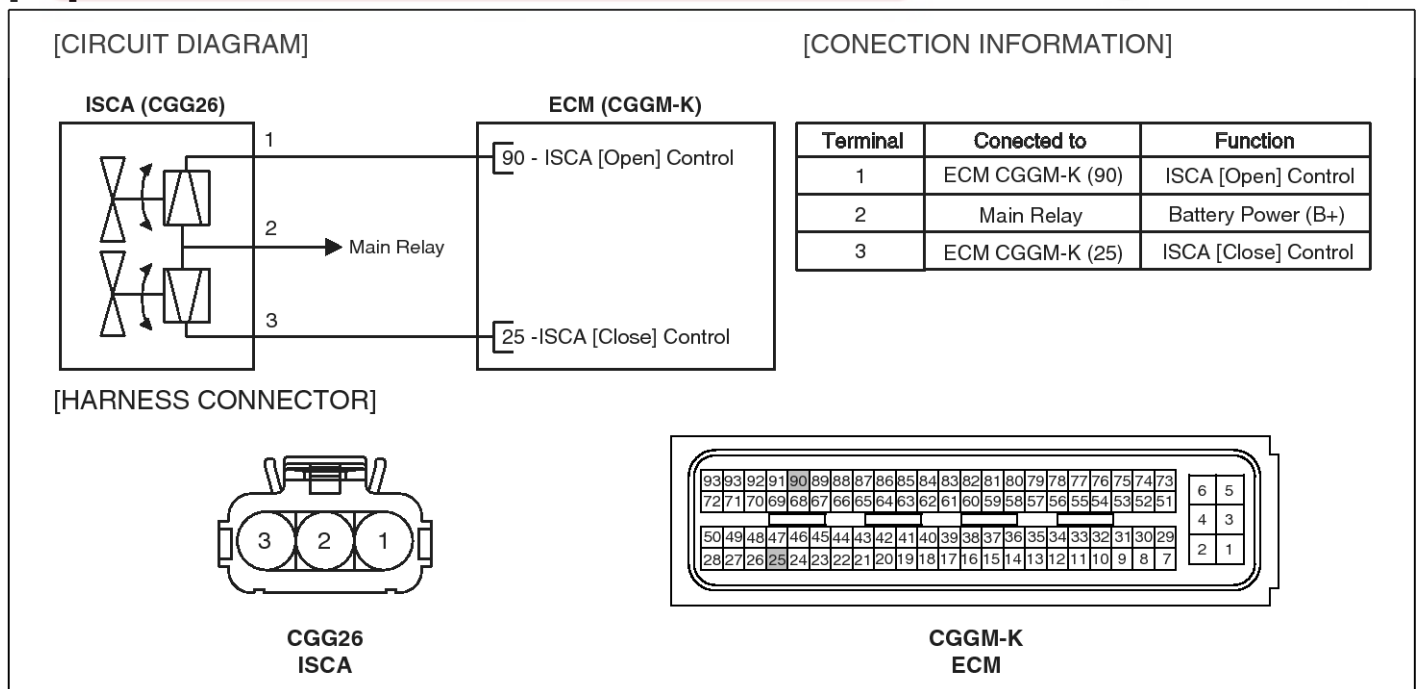 [CIRCUIT DIAGRAM]
[CONECTION INFORMATION]
ISCA (CGG26)
ECM (CGGM-K)
1
90 - ISCA [Open] Control
2
Main Relay
3
25 -ISCA [Close] Control
Terminal Conected to Function
1 ECM CGGM-K (90) ISCA [Open] Control
2 Main Relay Battery Power (B+)
3 ECM CGGM-K (25) ISCA [Close] Control
[HARNESS CONNECTOR]
3 2 1
CGG26
ISCA
93 93 92 91 90 89 88 87 86 85 84 83 82 81 80 79 78 77 76 75 74 73
72 71 70 69 68 67 66 65 64 63 62 61 60 59 58 57 56 55 54 53 52 51
50 49 48 47 46 45 44 43 42 41 40 39 38 37 36 35 34 33 32 31 30 29
28 27 26 25 24 23 22 21 20 19 18 17 16 15 14 13 12 11 10 9 8 7
6 5
4 3
2 1
CGGM-K
ECM